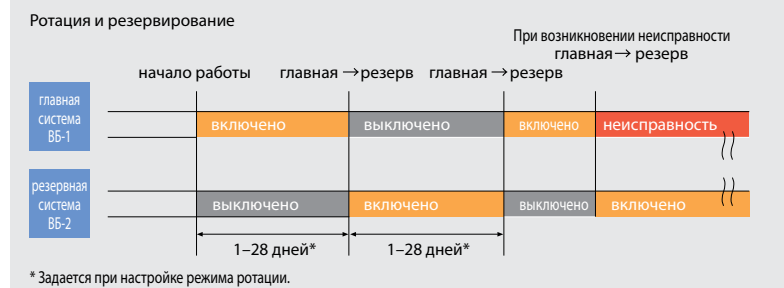 Ротация и резервирование
При возникновении неисправности
главная→ резерв
начало работы
главная →резерв
главная →резерв
главная
система
ВБ-1
включено
выключено
включено
неисправность
резервная
система
ВБ-2
выключено
включено
выключено
включено
1–28 дней*
1–28 дней*
* Задается при настройке режима ротации.